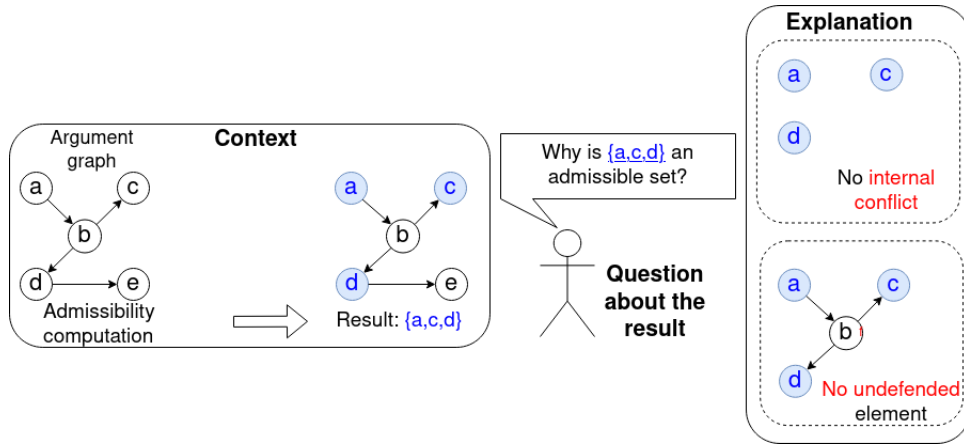 Context
Argument
graph
a
c
b
d
e
Admissibility
computation
a
c
b
d
e
Result: {a,c,d}
Why is {a,c,d} an
admissible set?
Question
about the
result
Explanation
a
c
d
No internal
conflict
a
c
b
d
No undefended
element